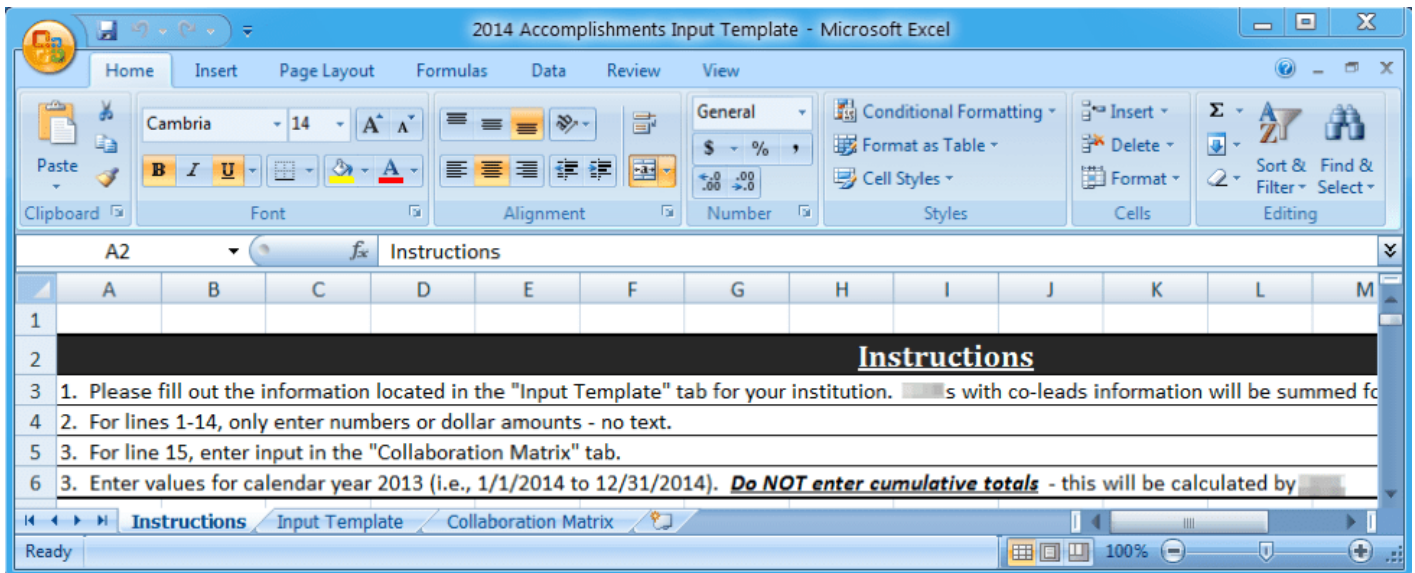 2014 Accomplishments Input Template - Microsoft Excel
Home Insert Page Layout Formulas Data Review View
Cambria 14 A A General Conditional Formatting Insert Σ
$ % , Format as Table Delete
Paste B I U A .0 .00 .00 .0 Cell Styles Format Sort & Filter Find & Select
Clipboard Font Alignment Number Styles Cells Editing
A2 fx Instructions
A B C D E F G H I J K L M
1
2 Instructions
3 1. Please fill out the information located in the "Input Template" tab for your institution. s with co-leads information will be summed fo
4 2. For lines 1-14, only enter numbers or dollar amounts - no text.
5 3. For line 15, enter input in the "Collaboration Matrix" tab.
6 3. Enter values for calendar year 2013 (i.e., 1/1/2014 to 12/31/2014). Do NOT enter cumulative totals - this will be calculated by
Instructions Input Template Collaboration Matrix
Ready 100%